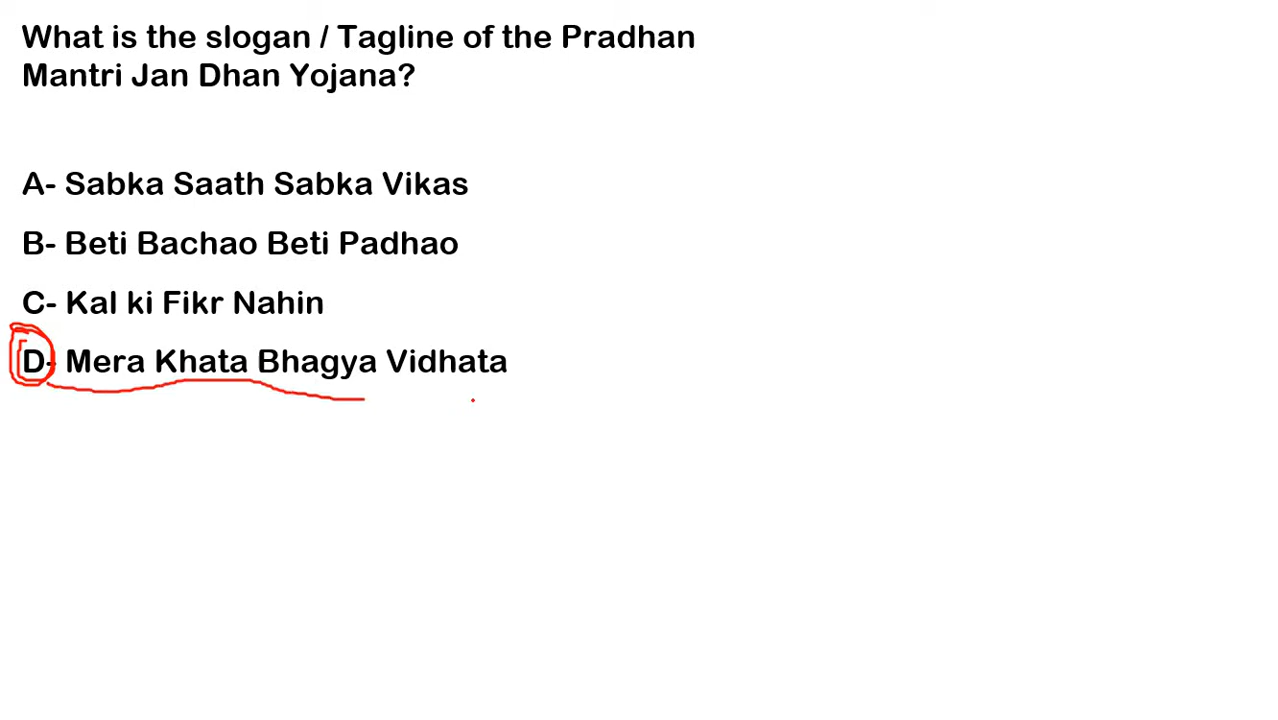 What is the slogan / Tagline of the Pradhan
Mantri Jan Dhan Yojana?
A- Sabka Saath Sabka Vikas
B- Beti Bachao Beti Padhao
C- Kal ki Fikr Nahin
D- Mera Khata Bhagya Vidhata